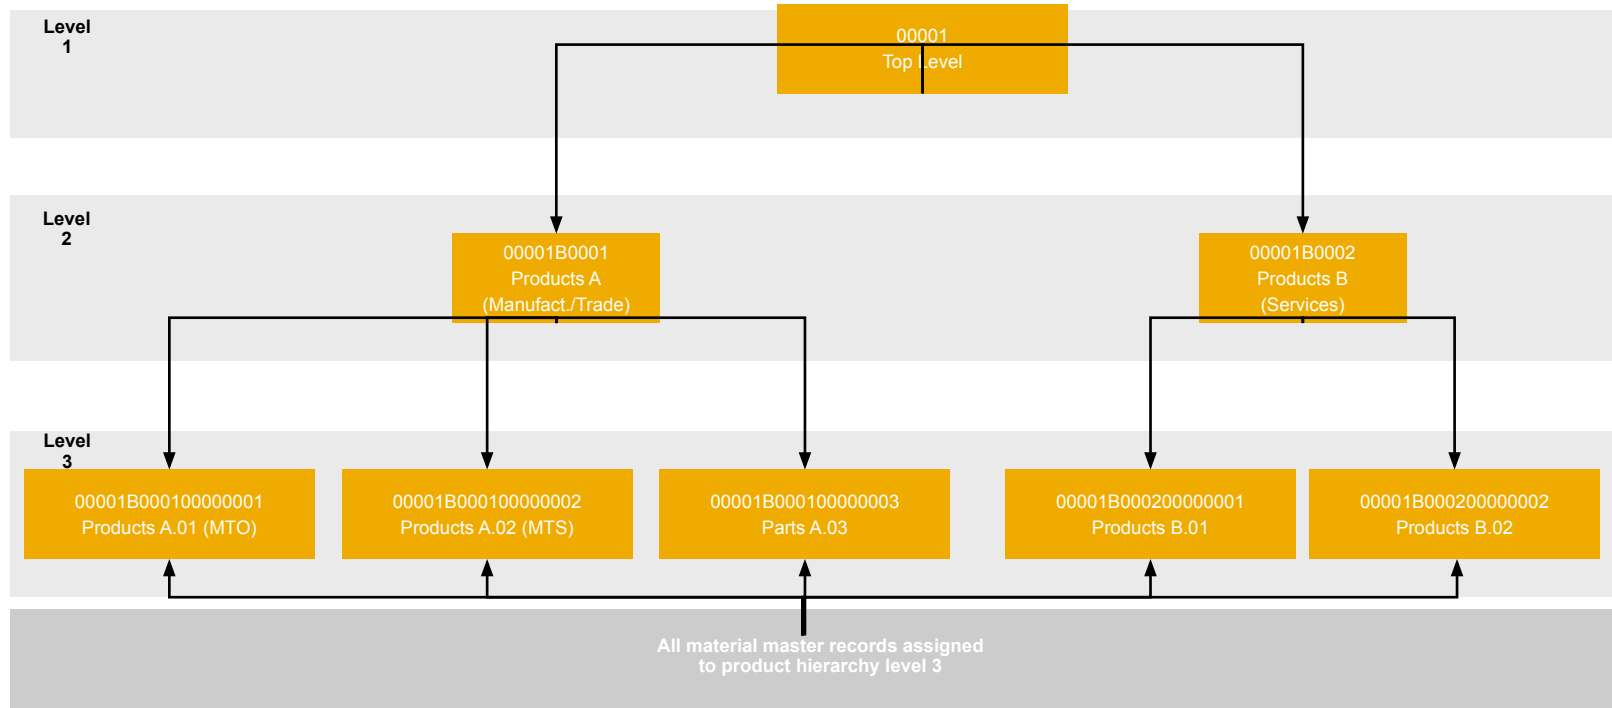 Level
1
00001
Top Level
Level
2
00001B0001
Products A
(Manufact./Trade)
00001B0002
Products B
(Services)
Level
3
00001B000100000001
Products A.01 (MTO)
00001B000100000002
Products A.02 (MTS)
00001B000100000003
Parts A.03
00001B000200000001
Products B.01
00001B000200000002
Products B.02
All material master records assigned
to product hierarchy level 3